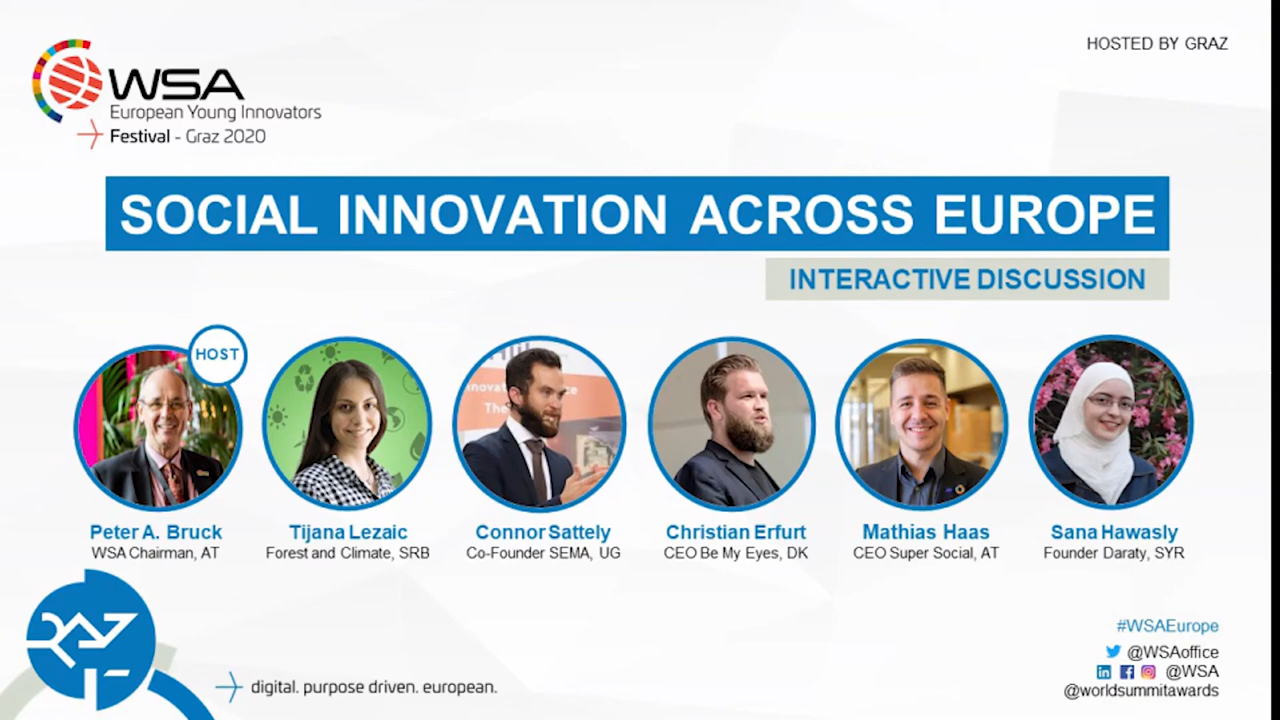 HOSTED BY GRAZ
WSA
European Young Innovators
Festival - Graz 2020
SOCIAL INNOVATION ACROSS EUROPE
INTERACTIVE DISCUSSION
HOST
Peter A. Bruck
WSA Chairman, AT
Tijana Lezaic
Forest and Climate, SRB
Connor Sattely
Co-Founder SEMA, UG
Christian Erfurt
CEO Be My Eyes, DK
Mathias Haas
CEO Super Social, AT
Sana Hawasly
Founder Daraty, SYR
#WSAEurope
@WSAoffice
@WSA
@worldsummitawards
digital. purpose driven. european.